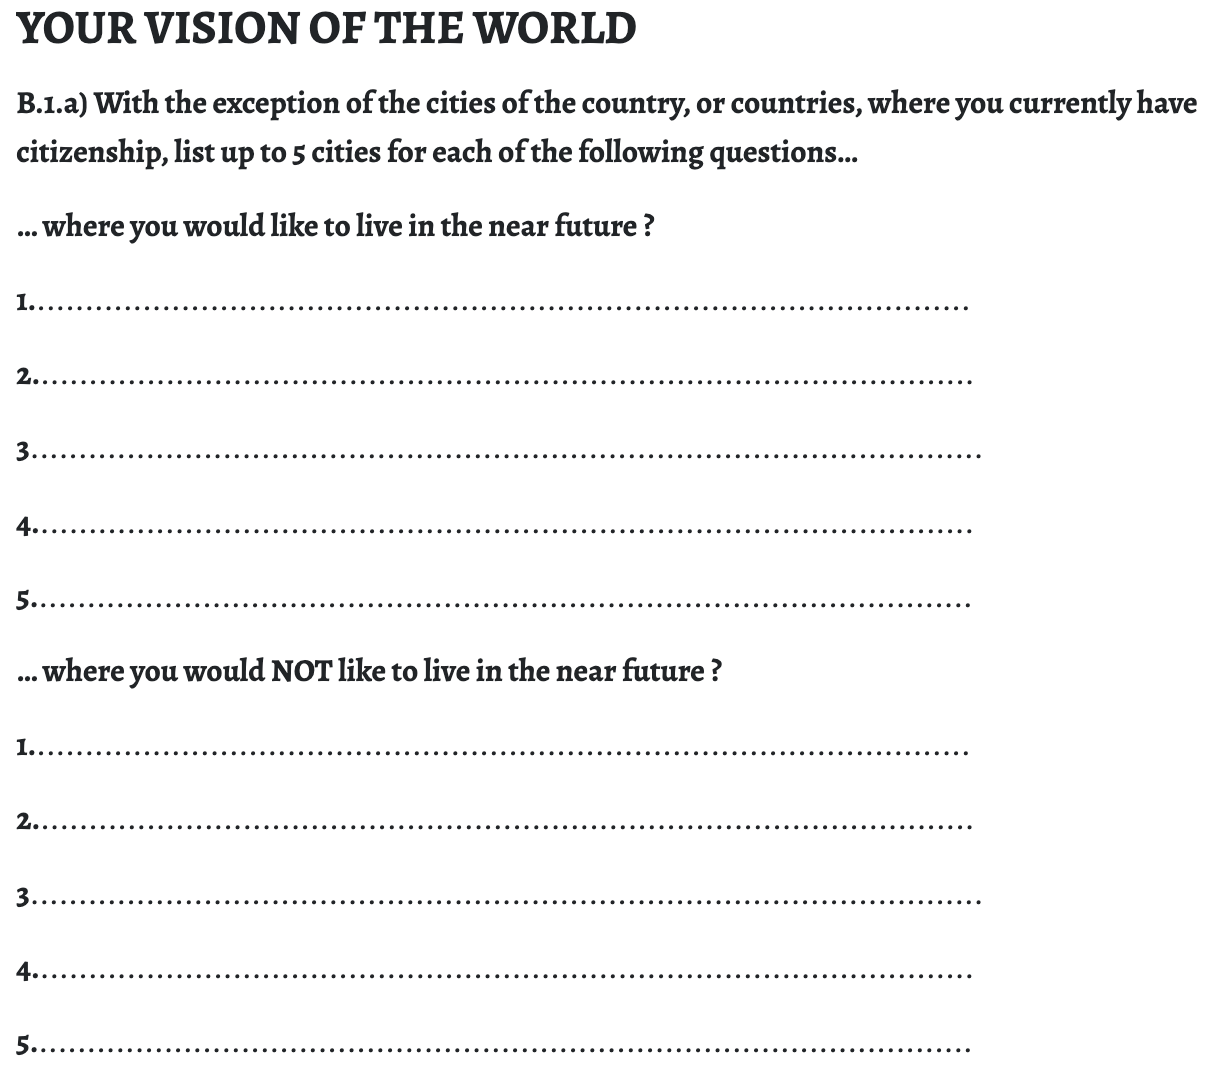 YOUR VISION OF THE WORLD
B.1.a) With the exception of the cities of the country, or countries, where you currently have
citizenship, list up to 5 cities for each of the following questions...
... where you would like to live in the near future ?
1...................................................................................................
2...................................................................................................
3...................................................................................................
4...................................................................................................
5...................................................................................................
... where you would NOT like to live in the near future ?
1...................................................................................................
2...................................................................................................
3...................................................................................................
4...................................................................................................
5...................................................................................................